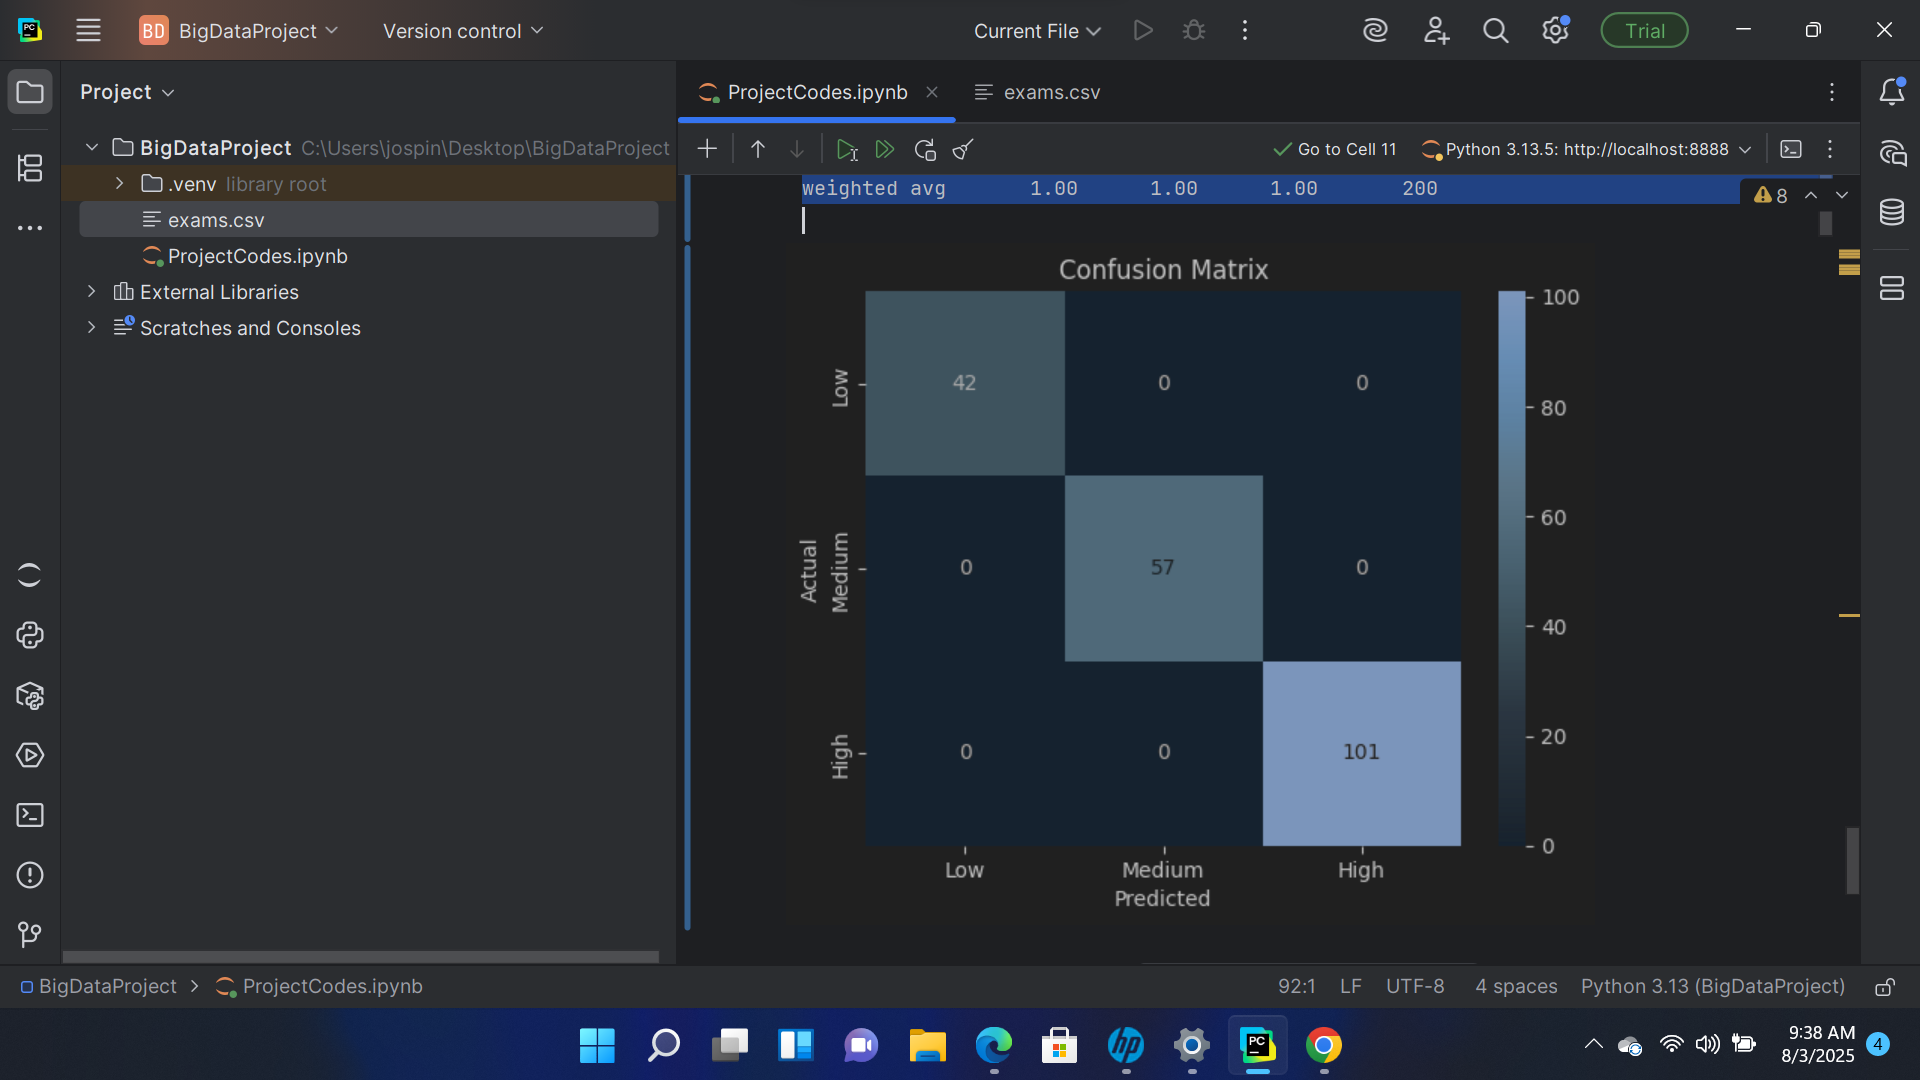 PC
BD BigDataProject
Version control
Current File
Trial
Project
ProjectCodes.ipynb
exams.csv
Go to Cell 11
Python 3.13.5: http://localhost:8888
BigDataProject C:\Users\jospin\Desktop\BigDataProject
.venv library root
exams.csv
ProjectCodes.ipynb
External Libraries
Scratches and Consoles
weighted avg 1.00 1.00 1.00 200
8
Confusion Matrix
Actual
Low 42 0 0
Medium 0 57 0
High 0 0 101
Low Medium High
Predicted
100
80
60
40
20
0
BigDataProject > ProjectCodes.ipynb
92:1 LF UTF-8 4 spaces Python 3.13 (BigDataProject)
hp
PC
9:38 AM
8/3/2025
4